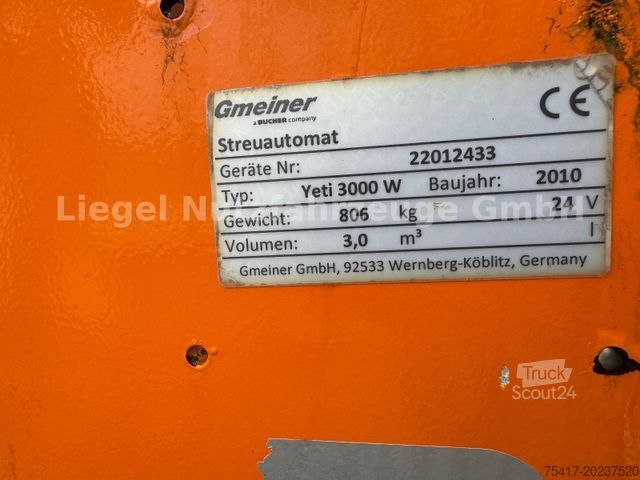 Gmeiner
a BUCHER company
CE
Streuautomat
Geräte Nr: 22012433
Typ: Yeti 3000 W Baujahr: 2010
Liegel Nutzfahrzeuge GmbH
Gewicht: 806 kg 24 V
Volumen: 3,0 m³ l
Gmeiner GmbH, 92533 Wernberg-Köblitz, Germany
Truck
Scout24
75417-20237520